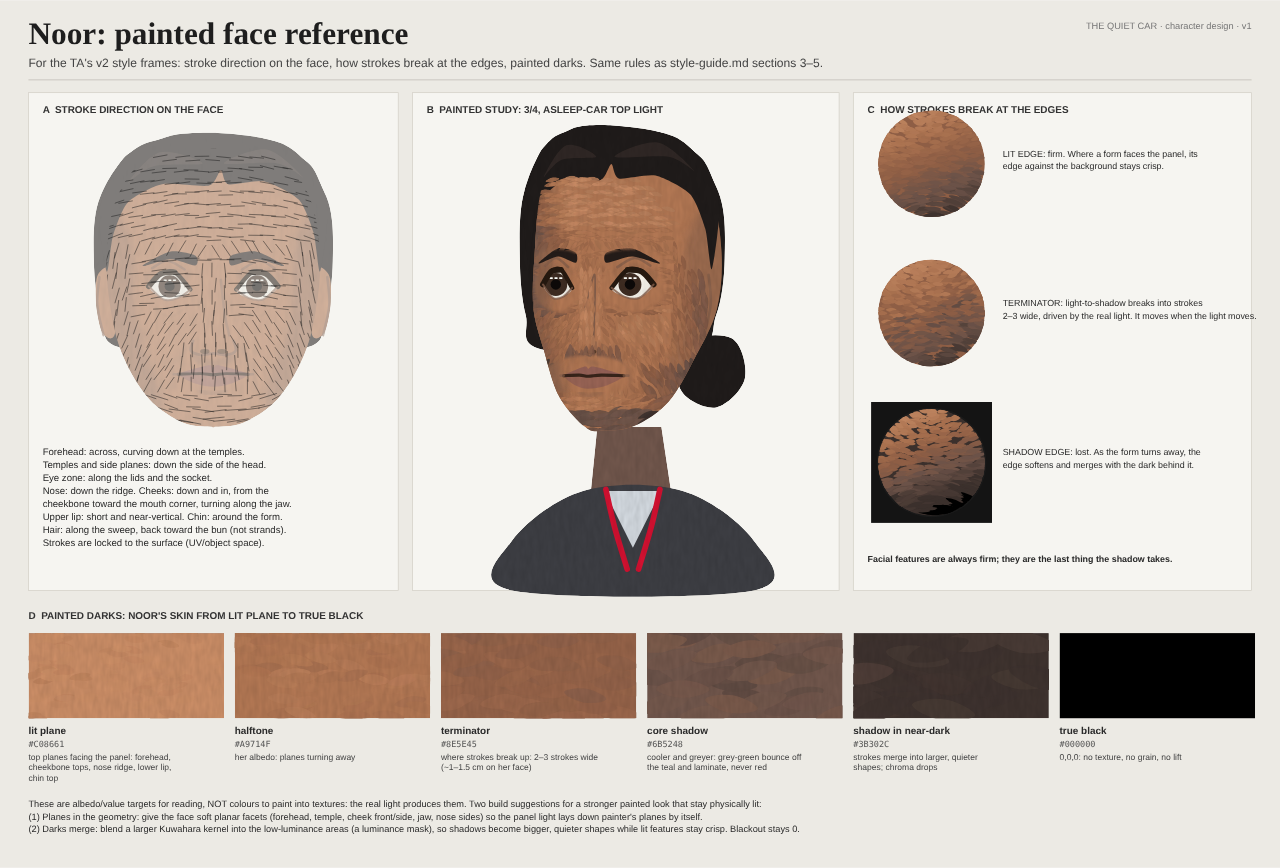 Noor: painted face reference
THE QUIET CAR · character design · v1
For the TA's v2 style frames: stroke direction on the face, how strokes break at the edges, painted darks. Same rules as style-guide.md sections 3–5.
A STROKE DIRECTION ON THE FACE
Forehead: across, curving down at the temples.
Temples and side planes: down the side of the head.
Eye zone: along the lids and the socket.
Nose: down the ridge. Cheeks: down and in, from the
cheekbone toward the mouth corner, turning along the jaw.
Upper lip: short and near-vertical. Chin: around the form.
Hair: along the sweep, back toward the bun (not strands).
Strokes are locked to the surface (UV/object space).
B PAINTED STUDY: 3/4, ASLEEP-CAR TOP LIGHT
C HOW STROKES BREAK AT THE EDGES
LIT EDGE: firm. Where a form faces the panel, its
edge against the background stays crisp.
TERMINATOR: light-to-shadow breaks into strokes
2–3 wide, driven by the real light. It moves when the light moves.
SHADOW EDGE: lost. As the form turns away, the
edge softens and merges with the dark behind it.
Facial features are always firm; they are the last thing the shadow takes.
D PAINTED DARKS: NOOR'S SKIN FROM LIT PLANE TO TRUE BLACK
lit plane
#C08661
top planes facing the panel: forehead,
cheekbone tops, nose ridge, lower lip,
chin top
halftone
#A9714F
her albedo: planes turning away
terminator
#8E5E45
where strokes break up: 2–3 strokes wide
(~1–1.5 cm on her face)
core shadow
#6B5248
cooler and greyer: grey-green bounce off
the teal and laminate, never red
shadow in near-dark
#3B302C
strokes merge into larger, quieter
shapes; chroma drops
true black
#000000
0,0,0: no texture, no grain, no lift
These are albedo/value targets for reading, NOT colours to paint into textures: the real light produces them. Two build suggestions for a stronger painted look that stay physically lit:
(1) Planes in the geometry: give the face soft planar facets (forehead, temple, cheek front/side, jaw, nose sides) so the panel light lays down painter's planes by itself.
(2) Darks merge: blend a larger Kuwahara kernel into the low-luminance areas (a luminance mask), so shadows become bigger, quieter shapes while lit features stay crisp. Blackout stays 0.